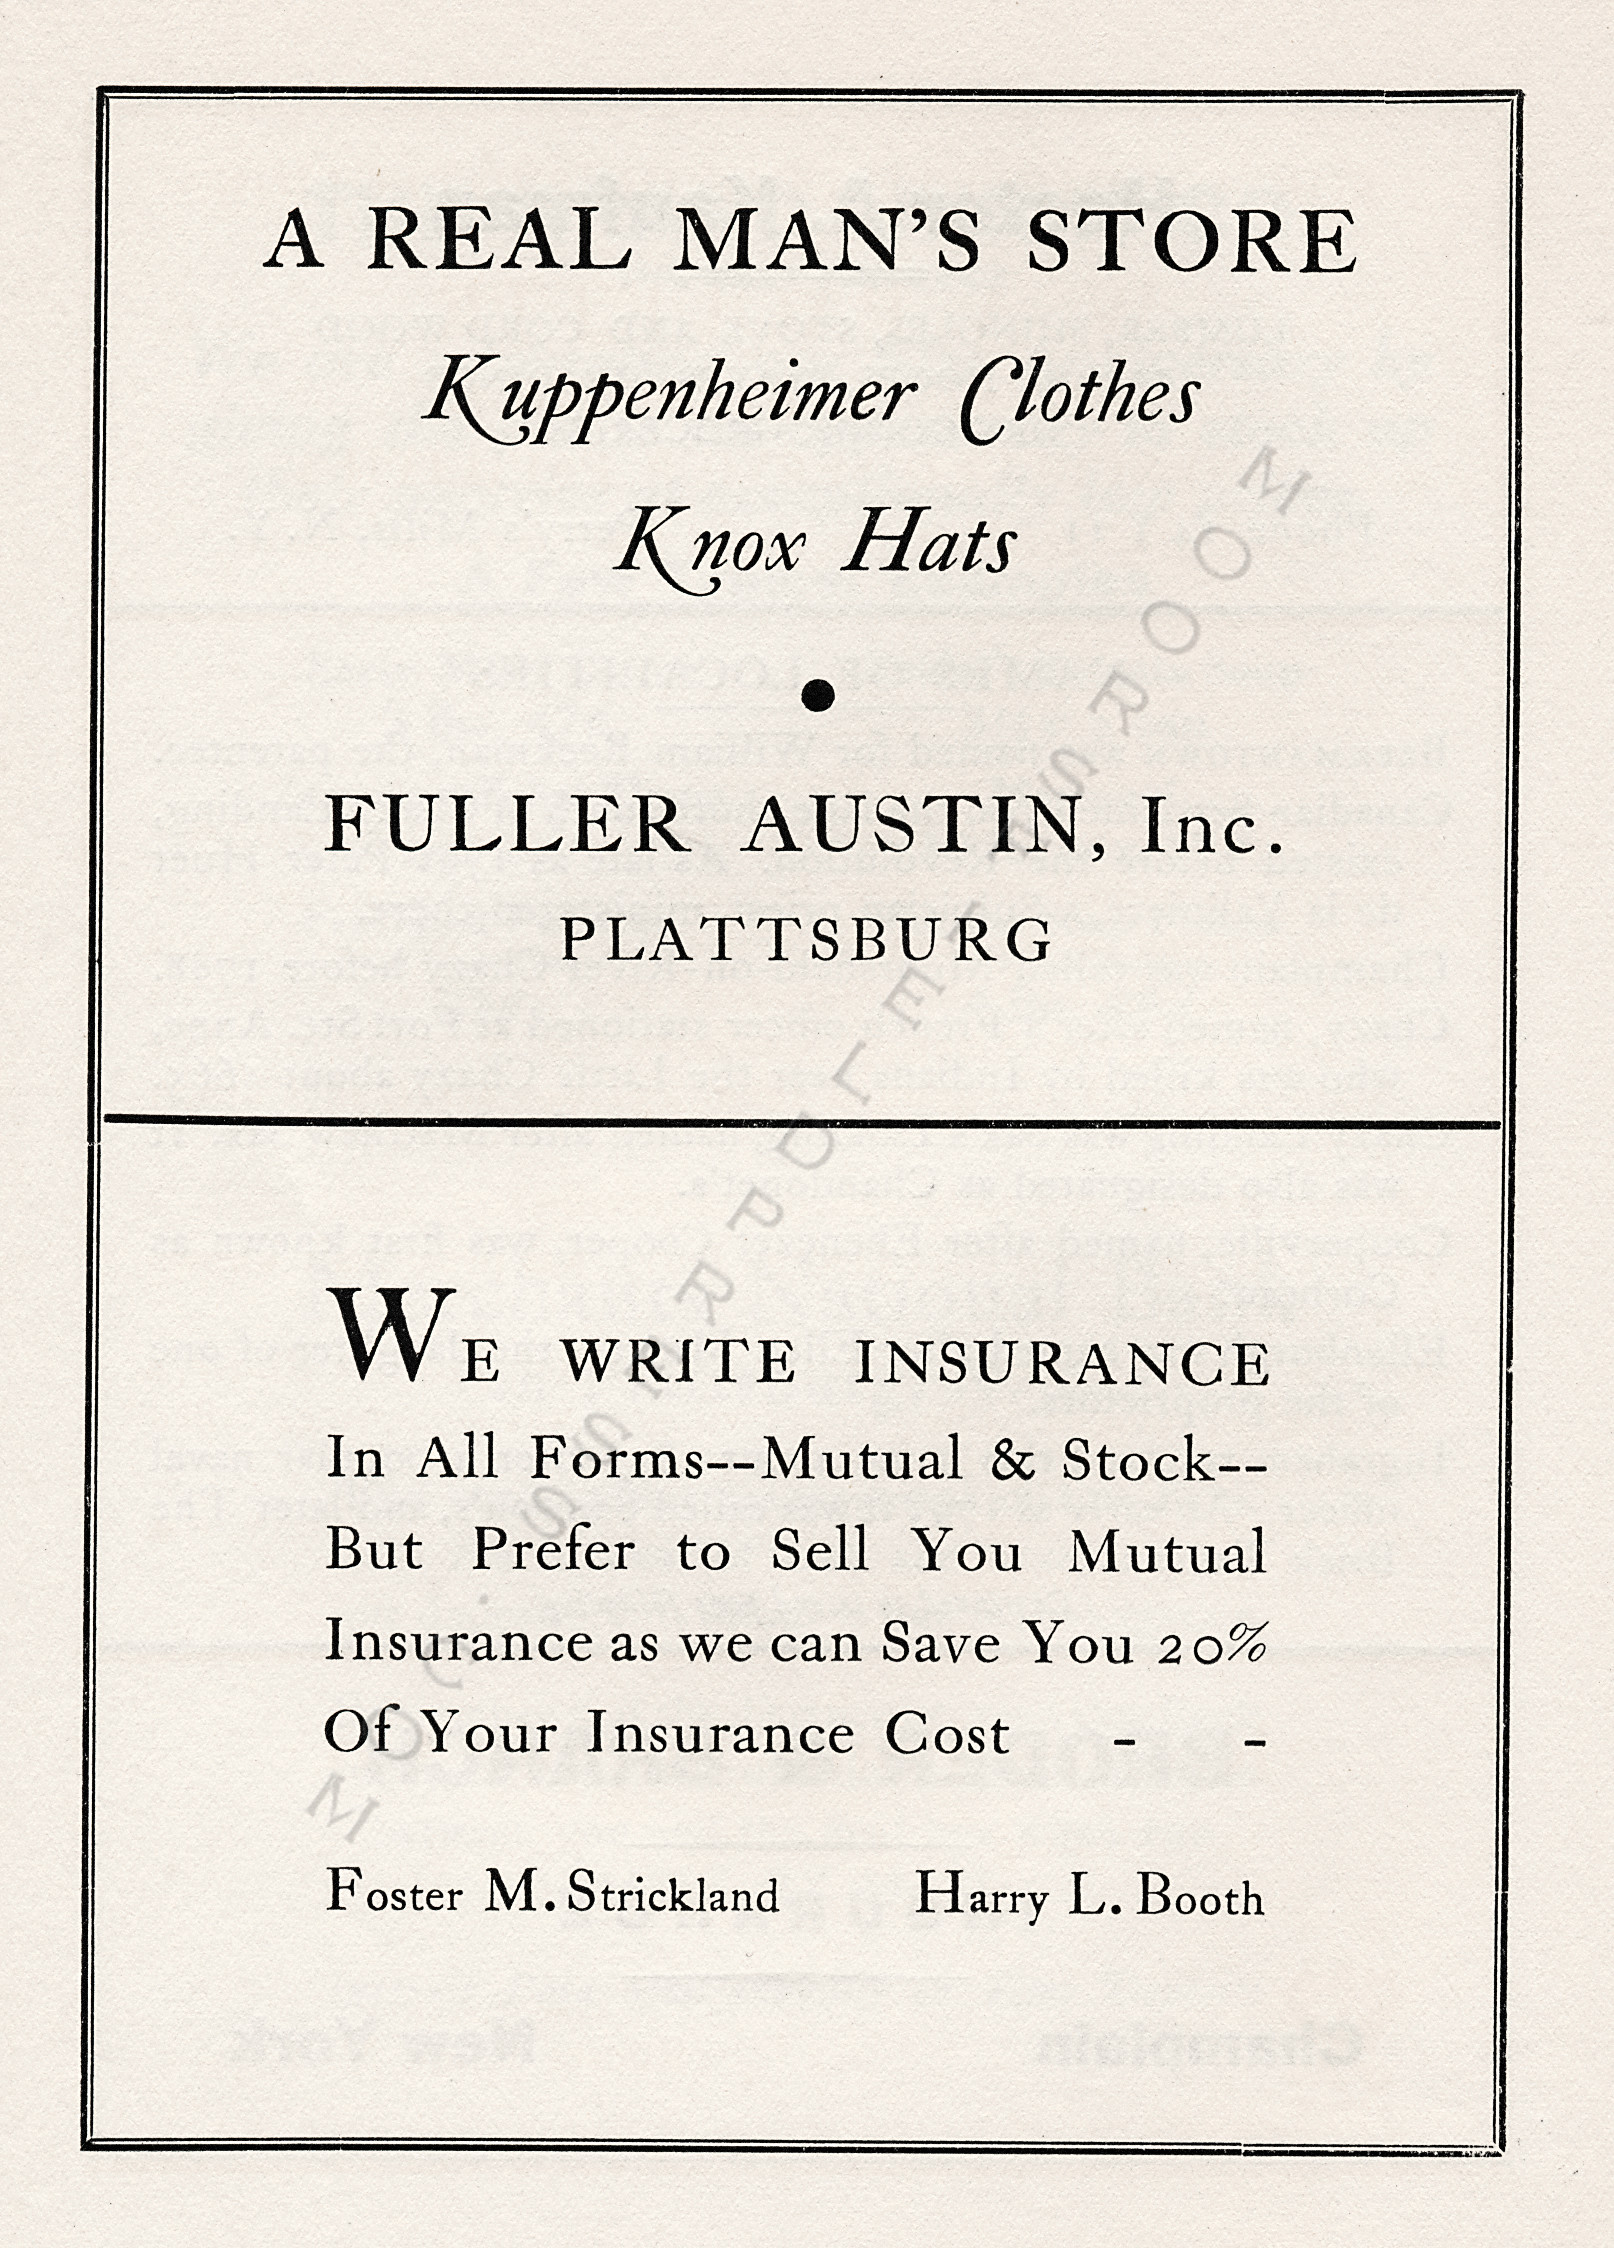 A REAL MAN'S STORE
Kuppenheimer Clothes
Knox Hats
●
FULLER AUSTIN, Inc.
PLATTSBURG
WE WRITE INSURANCE
In All Forms--Mutual & Stock--
But Prefer to Sell You Mutual
Insurance as we can Save You 20%
Of Your Insurance Cost - -
Foster M. Strickland Harry L. Booth